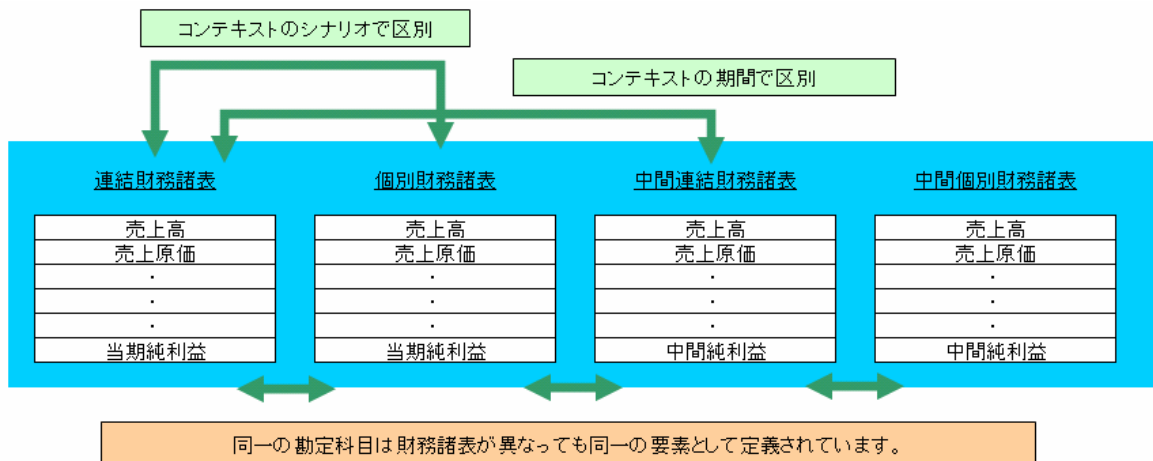 コンテキストのシナリオで区別
コンテキストの期間で区別
連結財務諸表
個別財務諸表
中間連結財務諸表
中間個別財務諸表
売上高
売上原価
・
・
・
当期純利益
売上高
売上原価
・
・
・
当期純利益
売上高
売上原価
・
・
・
中間純利益
売上高
売上原価
・
・
・
中間純利益
同一の勘定科目は財務諸表が異なっても同一の要素として定義されています。